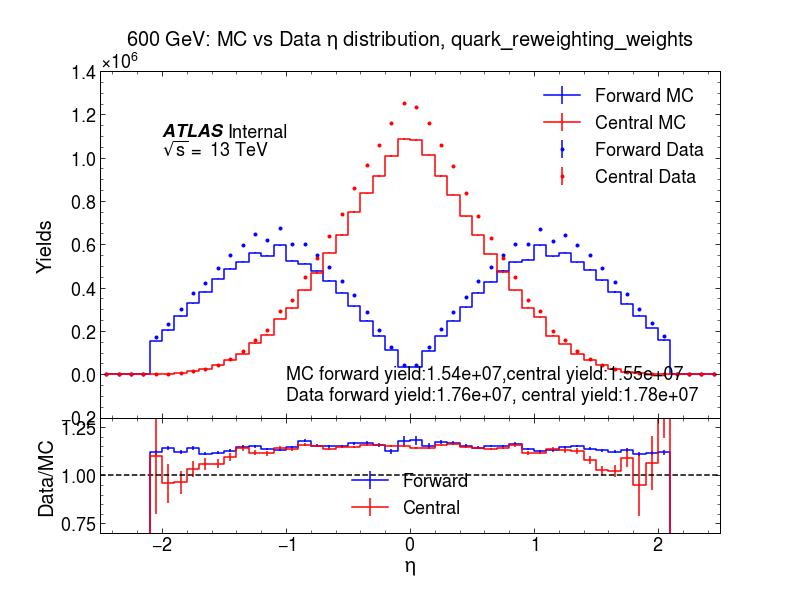 600 GeV: MC vs Data η distribution, quark_reweighting_weights
×10⁶
1.4
1.2
1.0
0.8
0.6
0.4
0.2
0.0
0.2
Yields
ATLAS Internal
√s = 13 TeV
Forward MC
Central MC
Forward Data
Central Data
MC forward yield:1.54e+07,central yield:1.55e+07
Data forward yield:1.76e+07, central yield:1.78e+07
1.25
1.00
0.75
Data/MC
Forward
Central
−2 −1 0 1 2
η